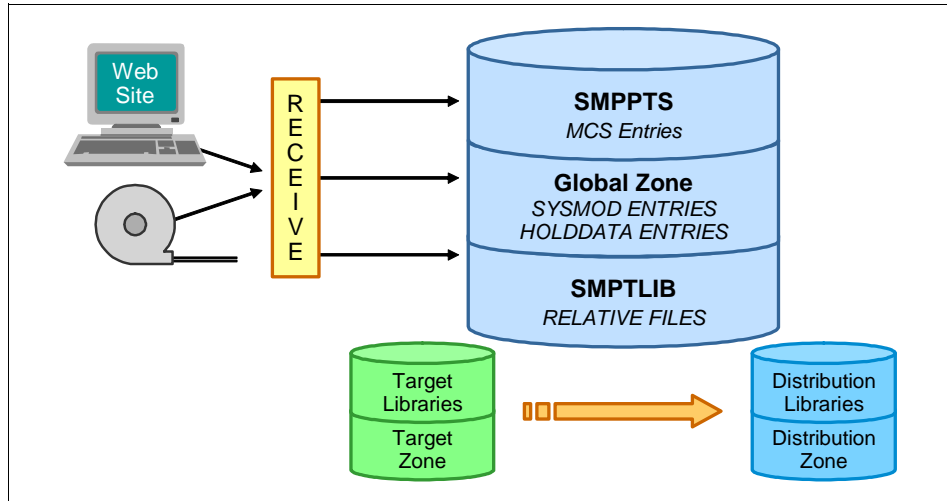 Web
Site
R
E
C
E
I
V
E
SMPPTS
MCS Entries
Global Zone
SYSMOD ENTRIES
HOLDDATA ENTRIES
SMPTLIB
RELATIVE FILES
Target
Libraries
Target
Zone
Distribution
Libraries
Distribution
Zone